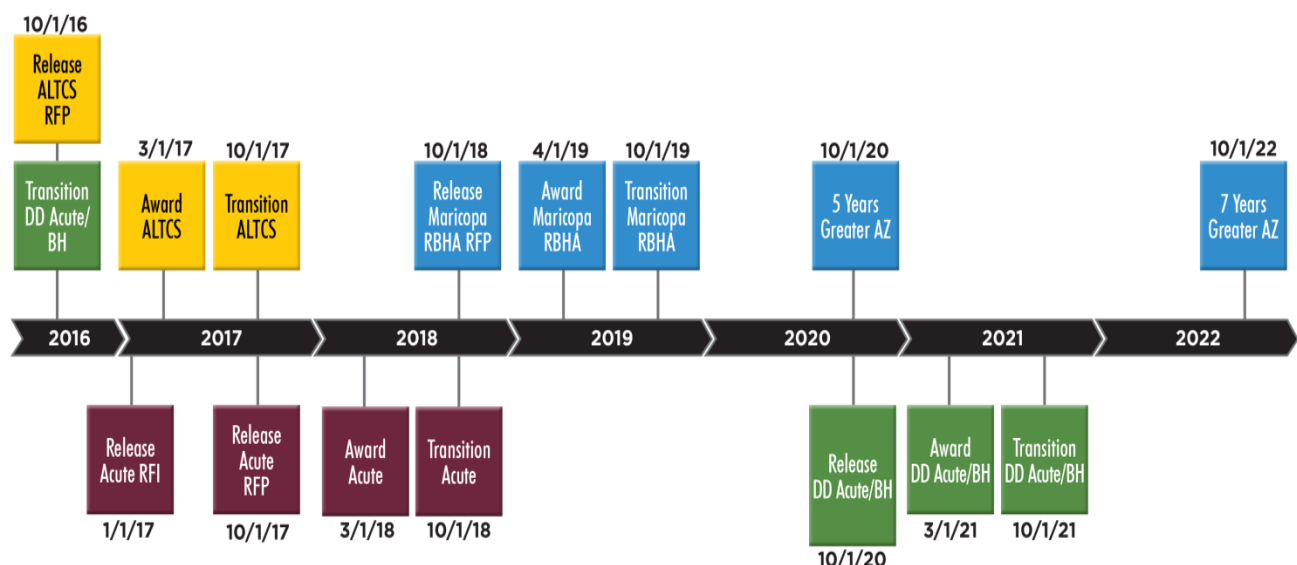 10/1/16
Release
ALTCS
RFP
Transition
DD Acute/
BH
3/1/17
Award
ALTCS
10/1/17
Transition
ALTCS
10/1/18
Release
Maricopa
RBHA RFP
4/1/19
Award
Maricopa
RBHA
10/1/19
Transition
Maricopa
RBHA
10/1/20
5 Years
Greater AZ
10/1/22
7 Years
Greater AZ
2016
2017
2018
2019
2020
2021
2022
Release
Acute RFI
1/1/17
Release
Acute
RFP
10/1/17
Award
Acute
3/1/18
Transition
Acute
10/1/18
Release
DD Acute/BH
10/1/20
Award
DD Acute/BH
3/1/21
Transition
DD Acute/BH
10/1/21